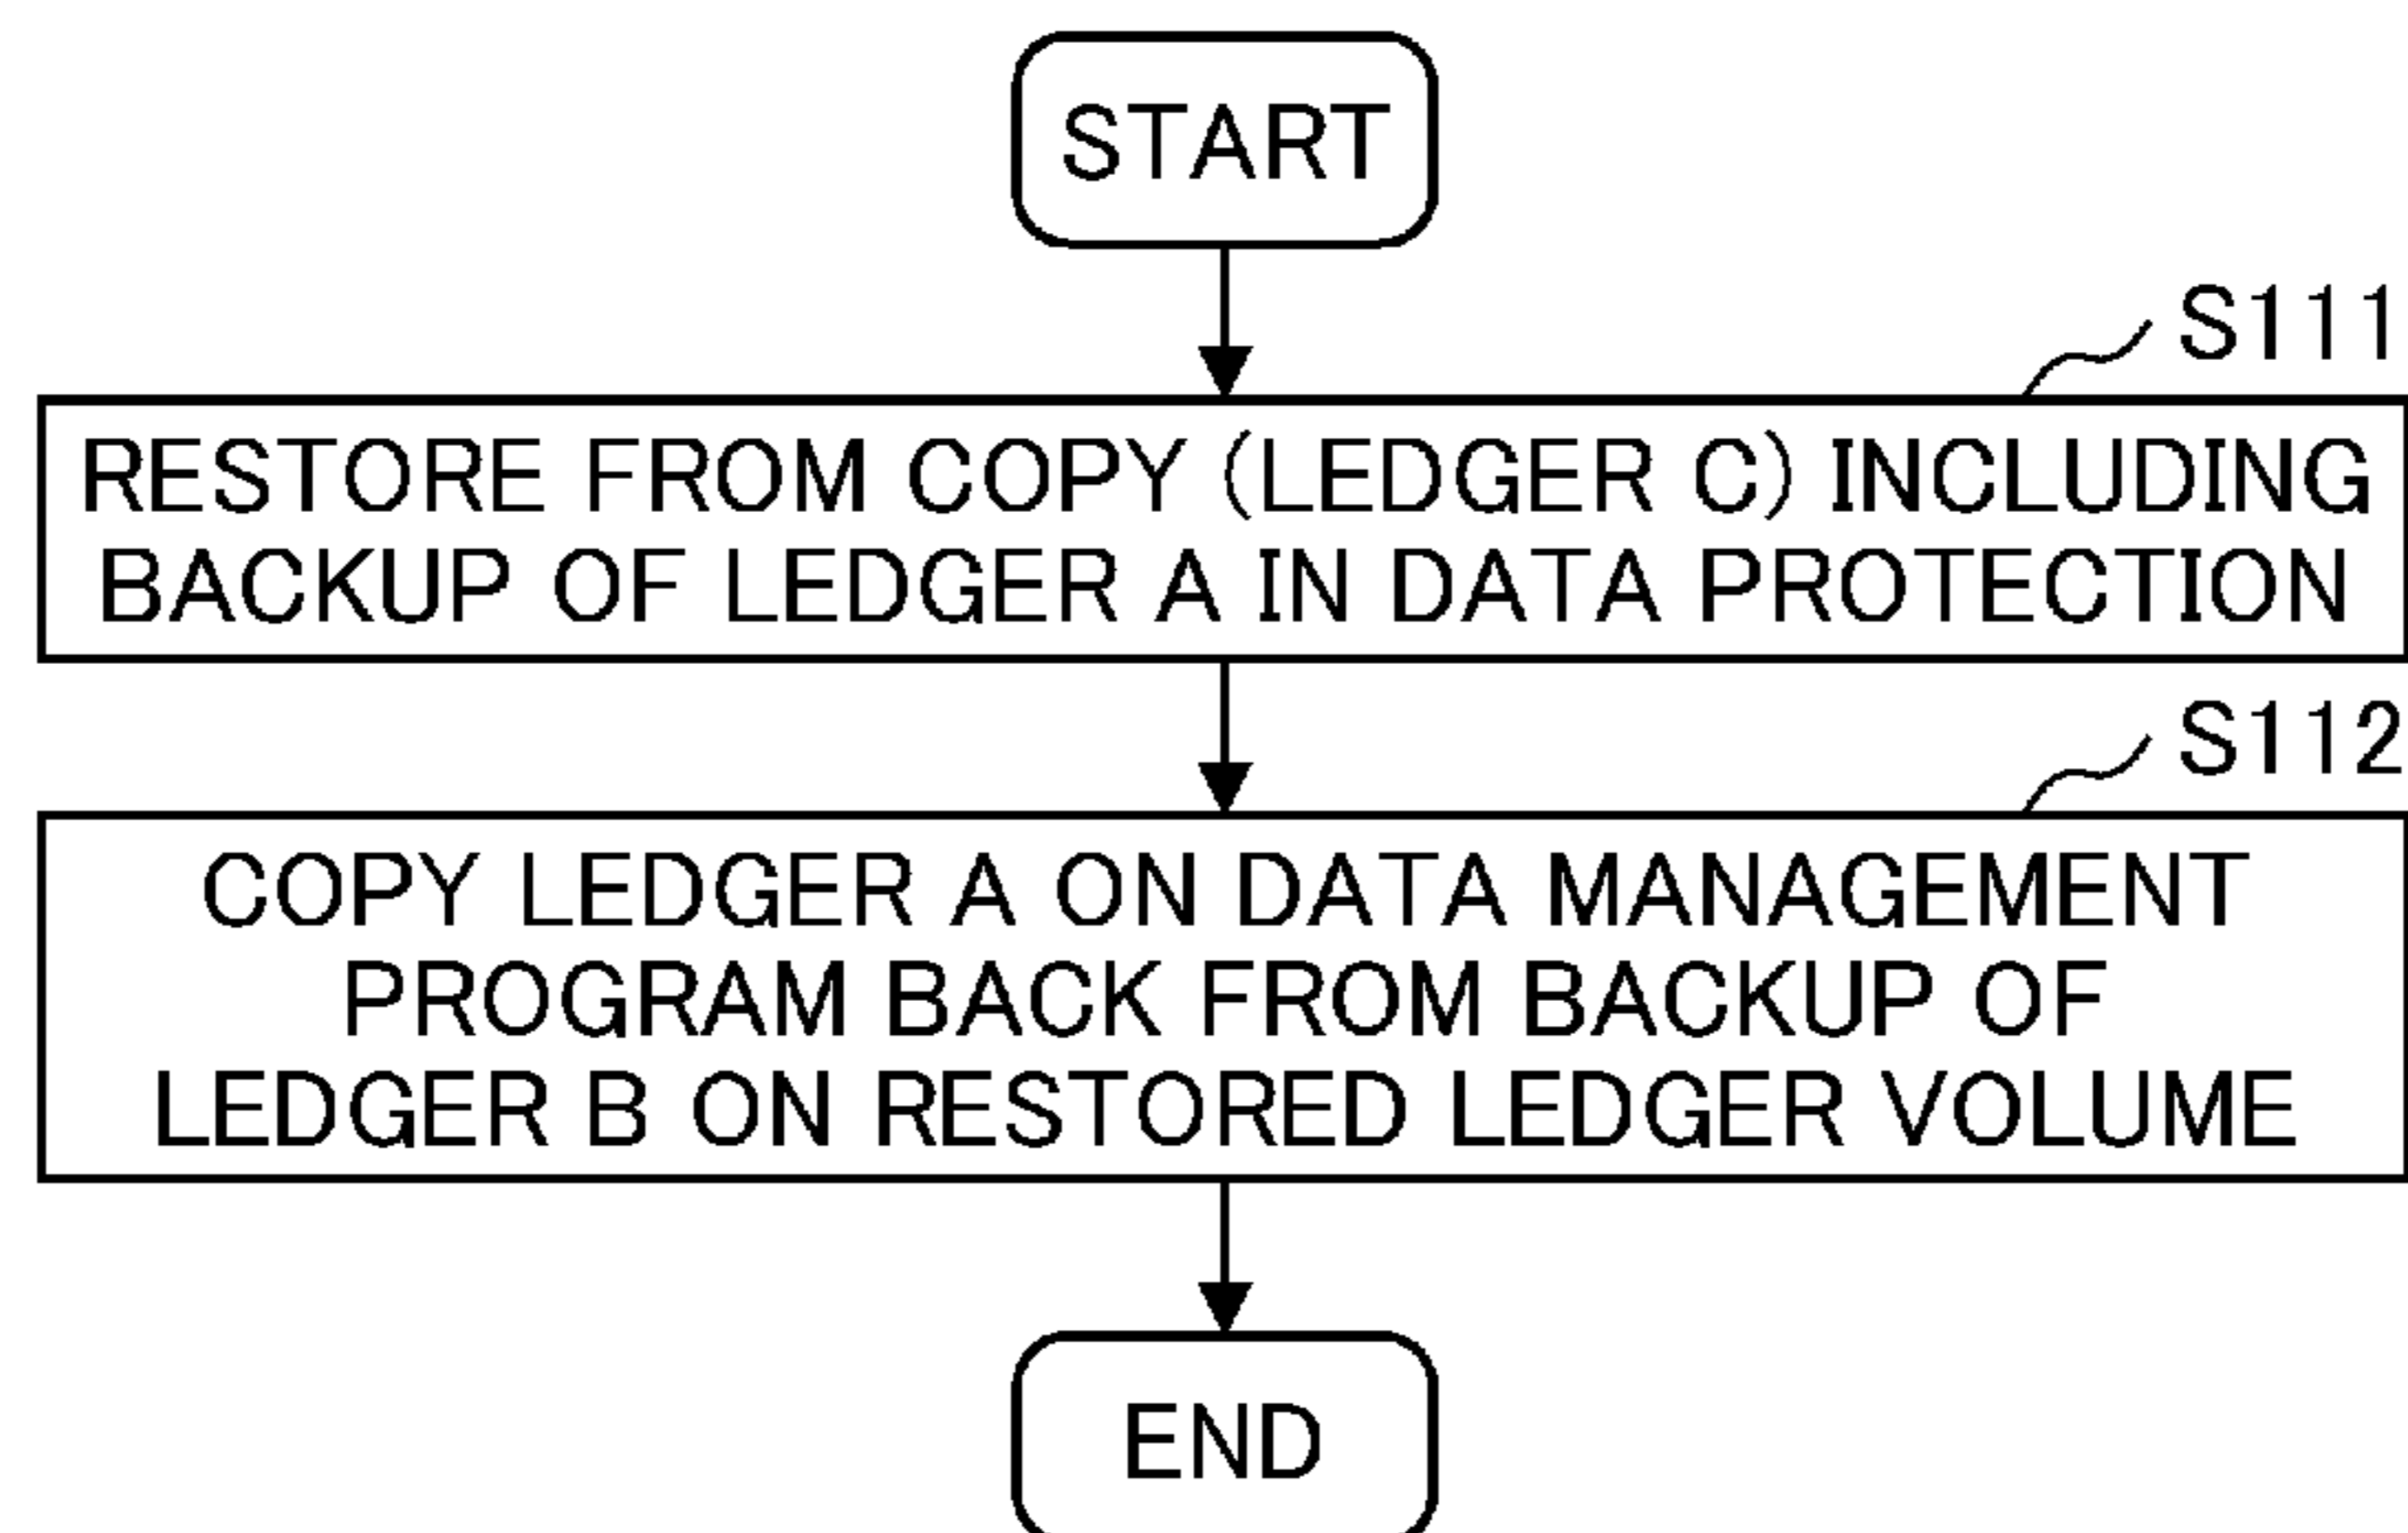 START
S111
RESTORE FROM COPY (LEDGER C) INCLUDING
BACKUP OF LEDGER A IN DATA PROTECTION
S112
COPY LEDGER A ON DATA MANAGEMENT
PROGRAM BACK FROM BACKUP OF
LEDGER B ON RESTORED LEDGER VOLUME
END